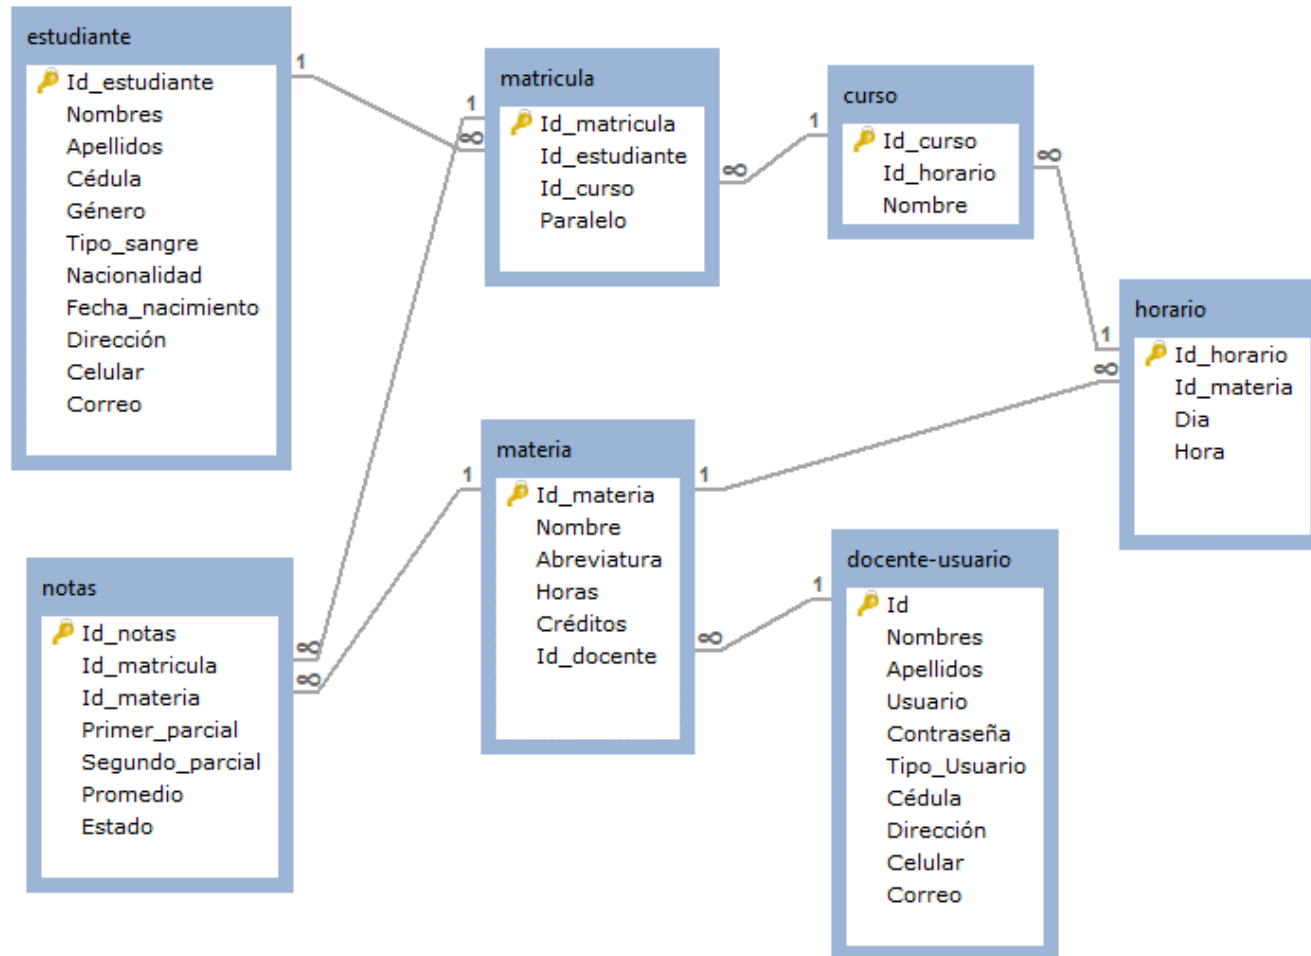 estudiante
Id_estudiante
Nombres
Apellidos
Cédula
Género
Tipo_sangre
Nacionalidad
Fecha_nacimiento
Dirección
Celular
Correo
1
∞
matricula
Id_matricula
Id_estudiante
Id_curso
Paralelo
1
∞
1
∞
curso
Id_curso
Id_horario
Nombre
∞
1
horario
Id_horario
Id_materia
Dia
Hora
∞
1
materia
Id_materia
Nombre
Abreviatura
Horas
Créditos
Id_docente
1
∞
notas
Id_notas
Id_matricula
Id_materia
Primer_parcial
Segundo_parcial
Promedio
Estado
∞
1
docente-usuario
Id
Nombres
Apellidos
Usuario
Contraseña
Tipo_Usuario
Cédula
Dirección
Celular
Correo